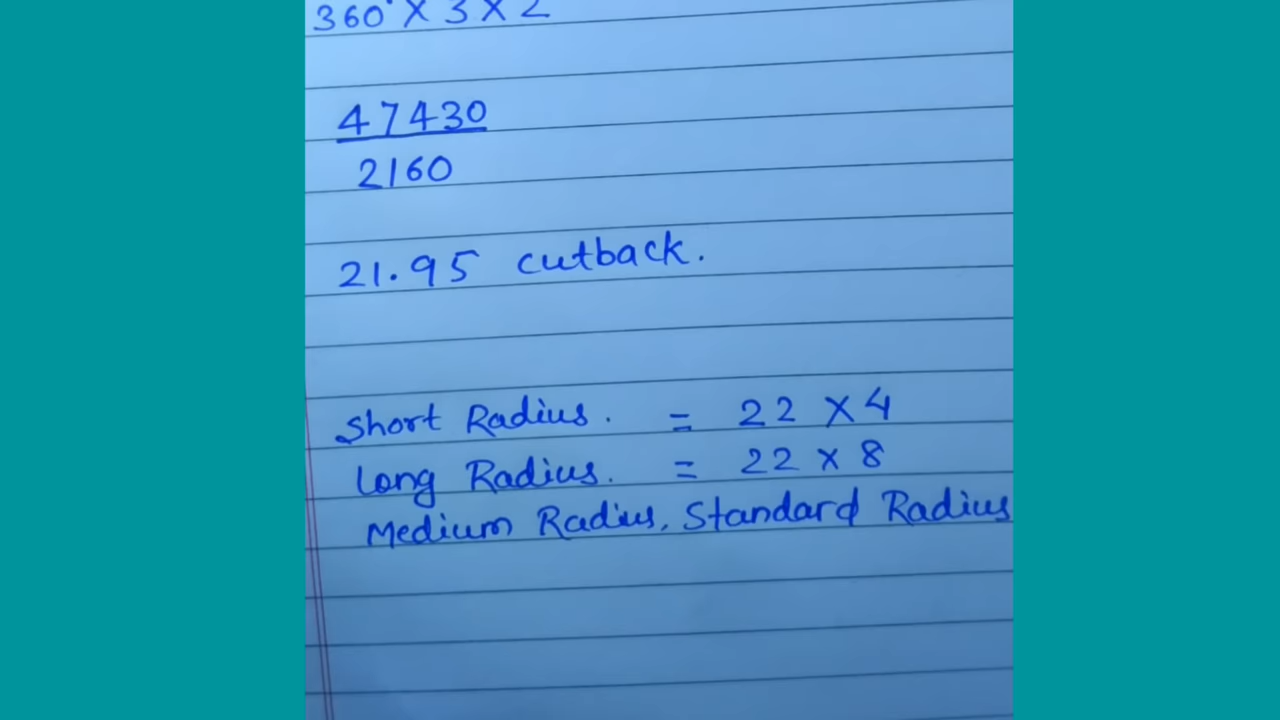 360° X 3 X 2
47430
2160
21.95 cutback.
Short Radius. = 22 X 4
Long Radius. = 22 X 8
Medium Radius, Standard Radius